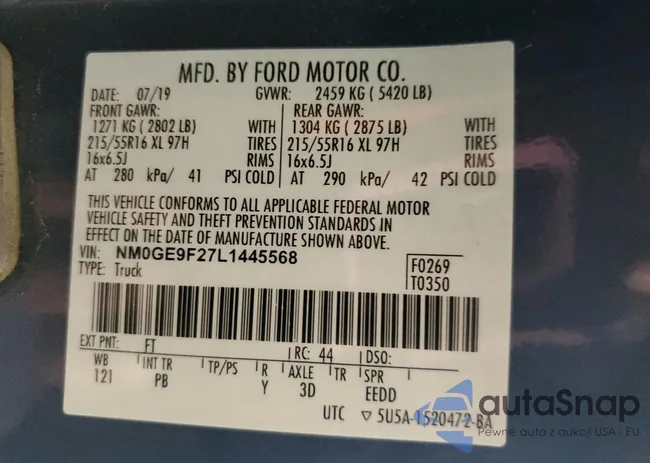 MFD. BY FORD MOTOR CO.
DATE: 07/19 GVWR: 2459 KG ( 5420 LB)
FRONT GAWR: REAR GAWR:
1271 KG ( 2802 LB) WITH 1304 KG ( 2875 LB) WITH
215/55R16 XL 97H TIRES 215/55R16 XL 97H TIRES
16x6.5J RIMS 16x6.5J RIMS
AT 280 kPa/ 41 PSI COLD AT 290 kPa/ 42 PSI COLD
THIS VEHICLE CONFORMS TO ALL APPLICABLE FEDERAL MOTOR
VEHICLE SAFETY AND THEFT PREVENTION STANDARDS IN
EFFECT ON THE DATE OF MANUFACTURE SHOWN ABOVE.
VIN: NM0GE9F27L1445568 F0269
TYPE: Truck T0350
EXT PNT: FT RC: 44 DSO:
WB INT TR TP/PS R AXLE TR SPR
121 PB Y 3D EEDD
UTC ▽ 5U5A-1520472-BA
autaSnap
Pewne auta z aukcji USA i EU